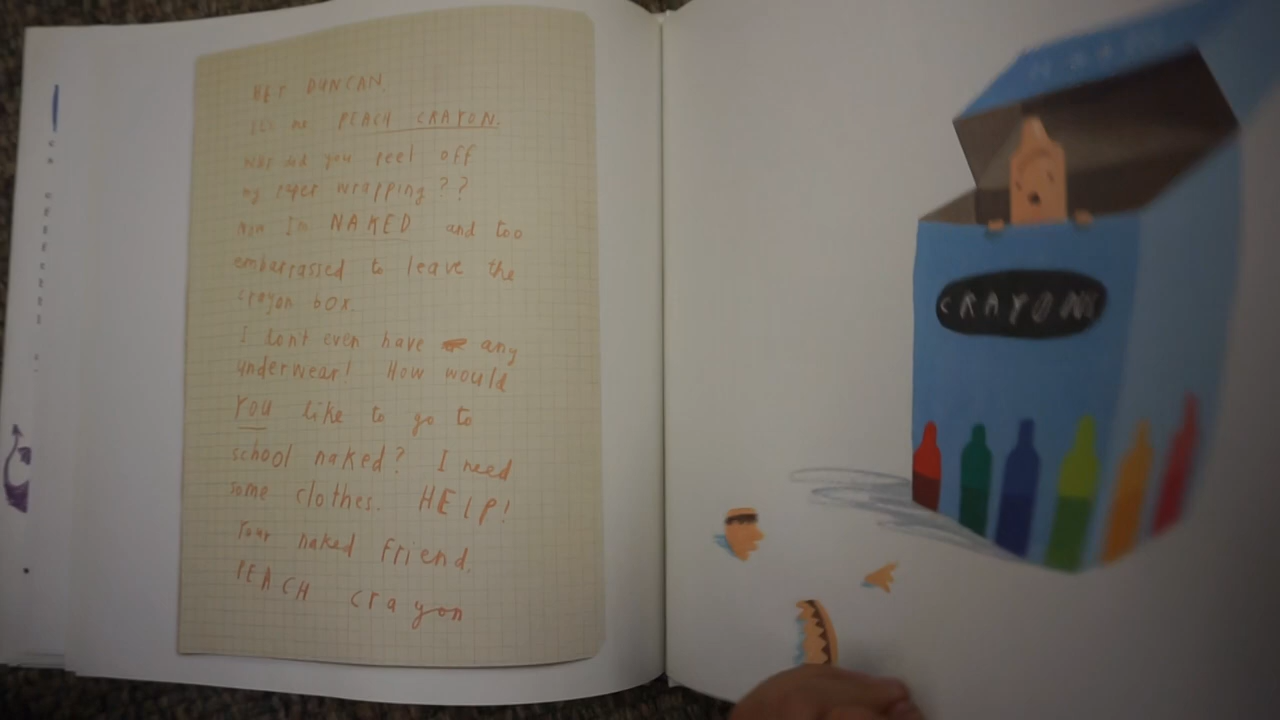 HEY DUNCAN,
It's me PEACH CRAYON.
Why did you peel off
my paper wrapping??
Now I'm NAKED and too
embarrassed to leave the
crayon box.
I don't even have any
underwear! How would
YOU like to go to
school naked? I need
some clothes. HELP!
Your naked friend,
PEACH crayon
CRAYONS